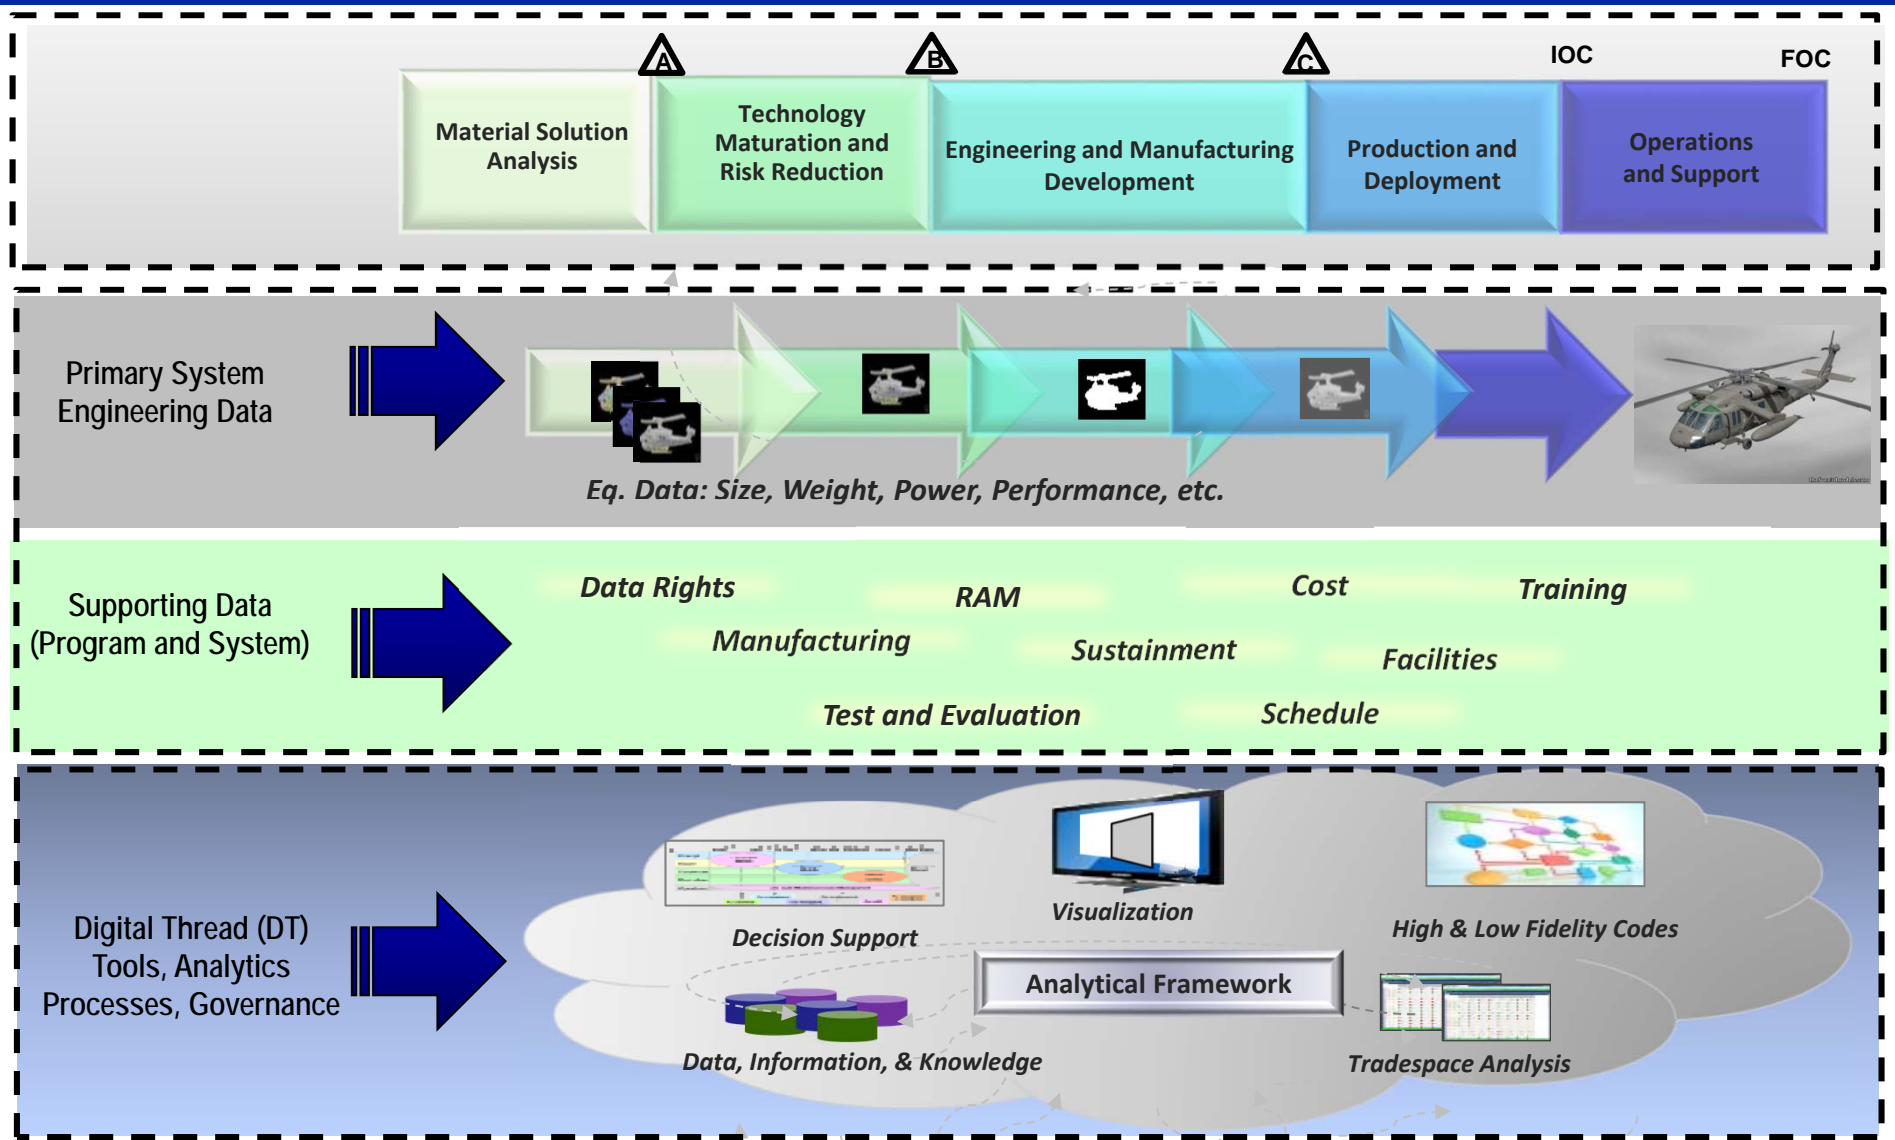 A
B
C
IOC
FOC
Material Solution
Analysis
Technology
Maturation and
Risk Reduction
Engineering and Manufacturing
Development
Production and
Deployment
Operations
and Support
Primary System
Engineering Data
Eg. Data: Size, Weight, Power, Performance, etc.
Supporting Data
(Program and System)
Data Rights
RAM
Cost
Training
Manufacturing
Sustainment
Facilities
Test and Evaluation
Schedule
Digital Thread (DT)
Tools, Analytics
Processes, Governance
Decision Support
Visualization
High & Low Fidelity Codes
Analytical Framework
Data, Information, & Knowledge
Tradespace Analysis